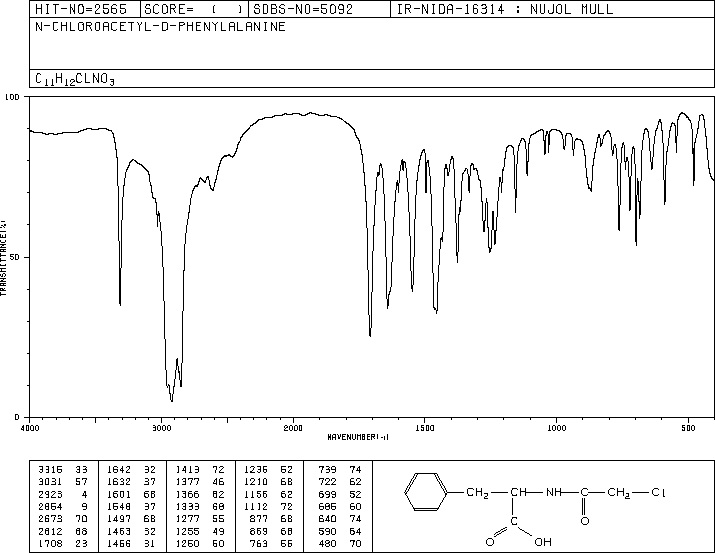 HIT-NO=2565 SCORE= ( ) SDBS-NO=5092 IR-NIDA-16314 : NUJOL MULL
N-CHLOROACETYL-D-PHENYLALANINE
C11H12CLNO3
100
50
0
TRANSMITTANCE(%)
4000 3000 2000 1500 1000 500
WAVENUMBER(-1)
3315 33 1642 32 1413 72 1236 52 739 74
3031 57 1632 37 1377 46 1210 68 722 62
2923 4 1601 68 1366 62 1156 62 699 52
2854 9 1548 37 1333 68 1112 72 686 60
2673 70 1497 68 1277 55 877 68 640 74
2612 68 1463 32 1255 49 869 68 590 64
1708 23 1456 31 1250 50 763 56 480 70
CH2 CH NH C CH2 Cl
C O
O OH